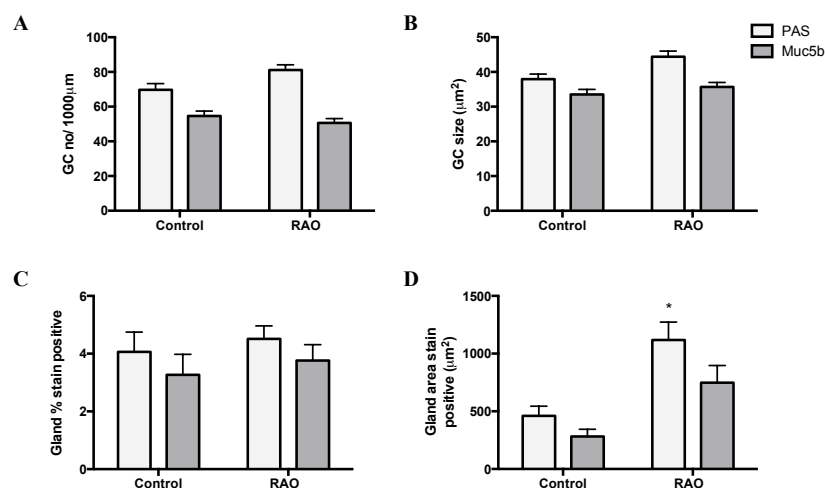 A
GC no/ 1000μm
100
80
60
40
20
0
Control
RAO
B
GC size (μm²)
50
40
30
20
10
0
Control
RAO
PAS
Muc5b
C
Gland % stain positive
6
4
2
0
Control
RAO
D
Gland area stain
positive (μm²)
1500
1000
500
0
*
Control
RAO